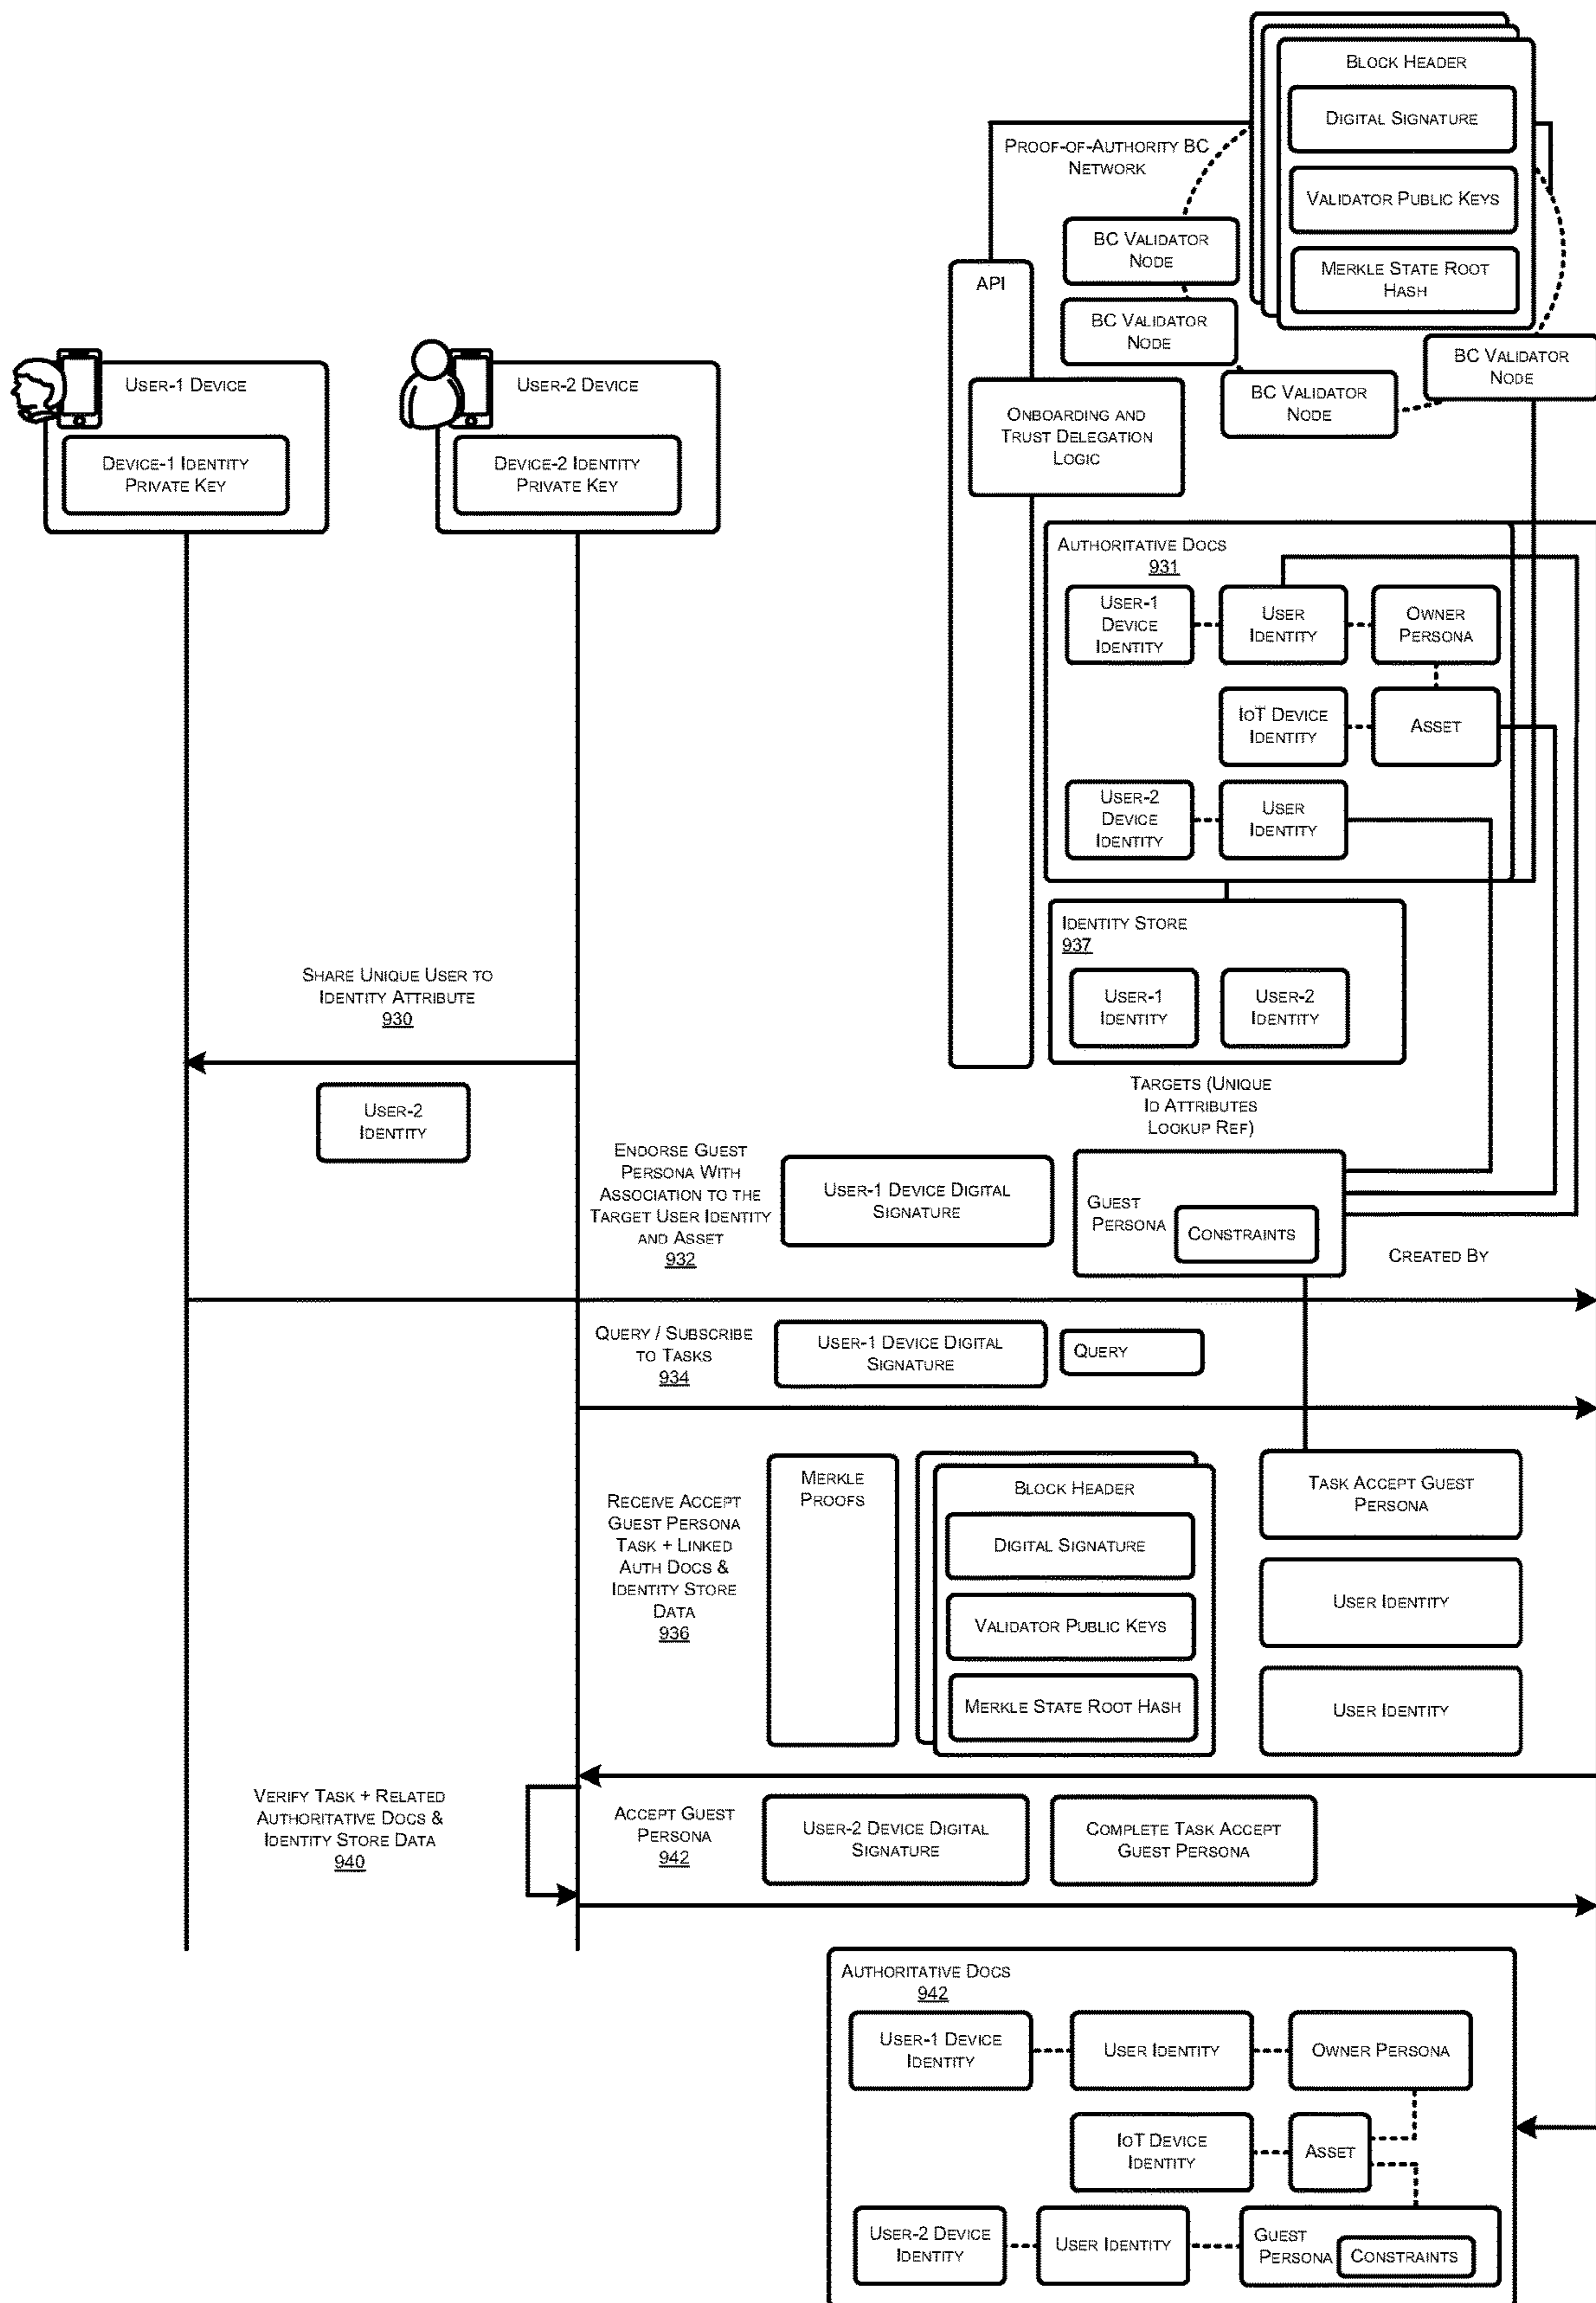 Block Header
Digital Signature
Proof-of-Authority BC
Network
Validator Public Keys
BC Validator
Node
Merkle State Root
Hash
API
BC Validator
Node
BC Validator
Node
BC Validator
Node
User-1 Device
User-2 Device
Onboarding and
Trust Delegation
Logic
Device-1 Identity
Private Key
Device-2 Identity
Private Key
Authoritative Docs
931
User-1
Device
Identity
User
Identity
Owner
Persona
IoT Device
Identity
Asset
User-2
Device
Identity
User
Identity
Identity Store
937
User-1
Identity
User-2
Identity
Share Unique User to
Identity Attribute
930
User-2
Identity
Targets (Unique
Id Attributes
Lookup Ref)
Endorse Guest
Persona With
Association to the
Target User Identity
and Asset
932
User-1 Device Digital
Signature
Guest
Persona
Constraints
Created By
Query / Subscribe
to Tasks
934
User-1 Device Digital
Signature
Query
Receive Accept
Guest Persona
Task + Linked
Auth Docs &
Identity Store
Data
936
Merkle
Proofs
Block Header
Digital Signature
Validator Public Keys
Merkle State Root Hash
Task Accept Guest
Persona
User Identity
User Identity
Verify Task + Related
Authoritative Docs &
Identity Store Data
940
Accept Guest
Persona
942
User-2 Device Digital
Signature
Complete Task Accept
Guest Persona
Authoritative Docs
942
User-1 Device
Identity
User Identity
Owner Persona
IoT Device
Identity
Asset
User-2 Device
Identity
User Identity
Guest
Persona
Constraints